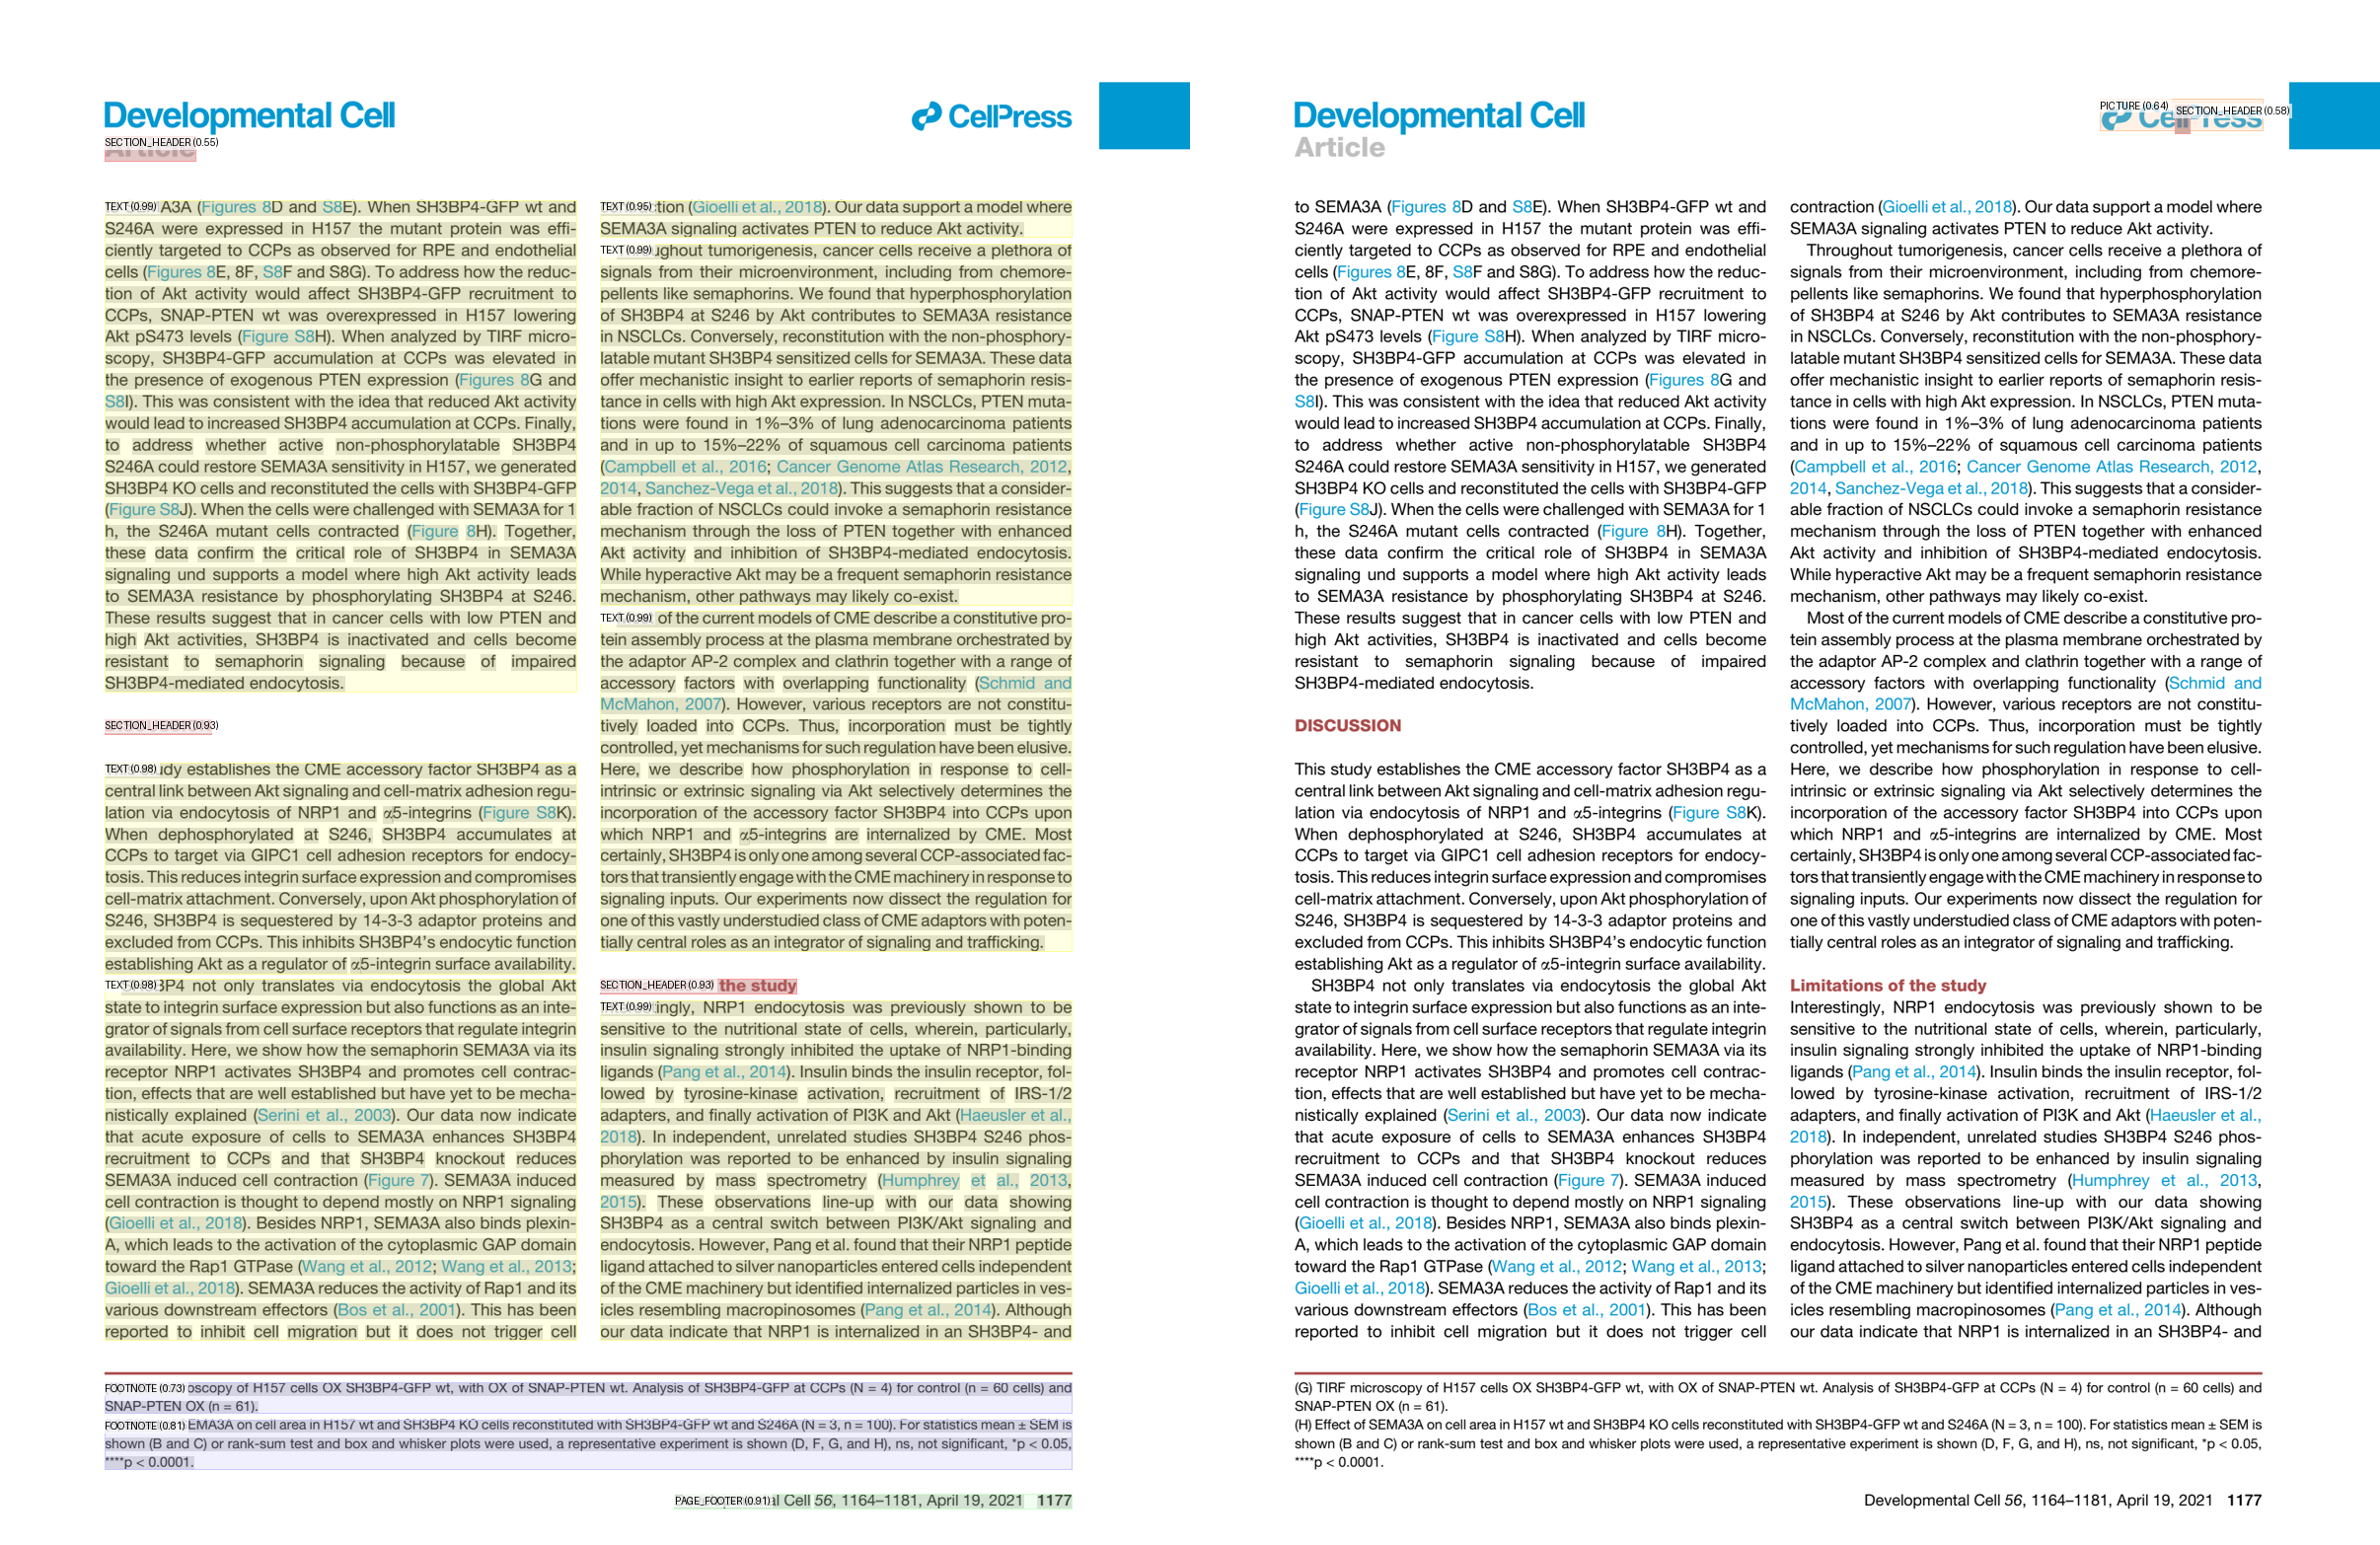 Developmental Cell
CellPress
SECTION_HEADER (0.55)
Article
TEXT (0.99) A3A (Figures 8D and S8E). When SH3BP4-GFP wt and
S246A were expressed in H157 the mutant protein was effi-
ciently targeted to CCPs as observed for RPE and endothelial
cells (Figures 8E, 8F, S8F and S8G). To address how the reduc-
tion of Akt activity would affect SH3BP4-GFP recruitment to
CCPs, SNAP-PTEN wt was overexpressed in H157 lowering
Akt pS473 levels (Figure S8H). When analyzed by TIRF micro-
scopy, SH3BP4-GFP accumulation at CCPs was elevated in
the presence of exogenous PTEN expression (Figures 8G and
S8I). This was consistent with the idea that reduced Akt activity
would lead to increased SH3BP4 accumulation at CCPs. Finally,
to address whether active non-phosphorylatable SH3BP4
S246A could restore SEMA3A sensitivity in H157, we generated
SH3BP4 KO cells and reconstituted the cells with SH3BP4-GFP
(Figure S8J). When the cells were challenged with SEMA3A for 1
h, the S246A mutant cells contracted (Figure 8H). Together,
these data confirm the critical role of SH3BP4 in SEMA3A
signaling und supports a model where high Akt activity leads
to SEMA3A resistance by phosphorylating SH3BP4 at S246.
These results suggest that in cancer cells with low PTEN and
high Akt activities, SH3BP4 is inactivated and cells become
resistant to semaphorin signaling because of impaired
SH3BP4-mediated endocytosis.
SECTION_HEADER (0.93)
TEXT (0.98) udy establishes the CME accessory factor SH3BP4 as a
central link between Akt signaling and cell-matrix adhesion regu-
lation via endocytosis of NRP1 and α5-integrins (Figure S8K).
When dephosphorylated at S246, SH3BP4 accumulates at
CCPs to target via GIPC1 cell adhesion receptors for endocy-
tosis. This reduces integrin surface expression and compromises
cell-matrix attachment. Conversely, upon Akt phosphorylation of
S246, SH3BP4 is sequestered by 14-3-3 adaptor proteins and
excluded from CCPs. This inhibits SH3BP4’s endocytic function
establishing Akt as a regulator of α5-integrin surface availability.
TEXT (0.98) 3P4 not only translates via endocytosis the global Akt
state to integrin surface expression but also functions as an inte-
grator of signals from cell surface receptors that regulate integrin
availability. Here, we show how the semaphorin SEMA3A via its
receptor NRP1 activates SH3BP4 and promotes cell contrac-
tion, effects that are well established but have yet to be mecha-
nistically explained (Serini et al., 2003). Our data now indicate
that acute exposure of cells to SEMA3A enhances SH3BP4
recruitment to CCPs and that SH3BP4 knockout reduces
SEMA3A induced cell contraction (Figure 7). SEMA3A induced
cell contraction is thought to depend mostly on NRP1 signaling
(Gioelli et al., 2018). Besides NRP1, SEMA3A also binds plexin-
A, which leads to the activation of the cytoplasmic GAP domain
toward the Rap1 GTPase (Wang et al., 2012; Wang et al., 2013;
Gioelli et al., 2018). SEMA3A reduces the activity of Rap1 and its
various downstream effectors (Bos et al., 2001). This has been
reported to inhibit cell migration but it does not trigger cell
TEXT (0.95) tion (Gioelli et al., 2018). Our data support a model where
SEMA3A signaling activates PTEN to reduce Akt activity.
TEXT (0.99) ughout tumorigenesis, cancer cells receive a plethora of
signals from their microenvironment, including from chemore-
pellents like semaphorins. We found that hyperphosphorylation
of SH3BP4 at S246 by Akt contributes to SEMA3A resistance
in NSCLCs. Conversely, reconstitution with the non-phosphory-
latable mutant SH3BP4 sensitized cells for SEMA3A. These data
offer mechanistic insight to earlier reports of semaphorin resis-
tance in cells with high Akt expression. In NSCLCs, PTEN muta-
tions were found in 1%–3% of lung adenocarcinoma patients
and in up to 15%–22% of squamous cell carcinoma patients
(Campbell et al., 2016; Cancer Genome Atlas Research, 2012,
2014, Sanchez-Vega et al., 2018). This suggests that a consider-
able fraction of NSCLCs could invoke a semaphorin resistance
mechanism through the loss of PTEN together with enhanced
Akt activity and inhibition of SH3BP4-mediated endocytosis.
While hyperactive Akt may be a frequent semaphorin resistance
mechanism, other pathways may likely co-exist.
TEXT (0.99) of the current models of CME describe a constitutive pro-
tein assembly process at the plasma membrane orchestrated by
the adaptor AP-2 complex and clathrin together with a range of
accessory factors with overlapping functionality (Schmid and
McMahon, 2007). However, various receptors are not constitu-
tively loaded into CCPs. Thus, incorporation must be tightly
controlled, yet mechanisms for such regulation have been elusive.
Here, we describe how phosphorylation in response to cell-
intrinsic or extrinsic signaling via Akt selectively determines the
incorporation of the accessory factor SH3BP4 into CCPs upon
which NRP1 and α5-integrins are internalized by CME. Most
certainly, SH3BP4 is only one among several CCP-associated fac-
tors that transiently engage with the CME machinery in response to
signaling inputs. Our experiments now dissect the regulation for
one of this vastly understudied class of CME adaptors with poten-
tially central roles as an integrator of signaling and trafficking.
SECTION_HEADER (0.93) the study
TEXT (0.99) ingly, NRP1 endocytosis was previously shown to be
sensitive to the nutritional state of cells, wherein, particularly,
insulin signaling strongly inhibited the uptake of NRP1-binding
ligands (Pang et al., 2014). Insulin binds the insulin receptor, fol-
lowed by tyrosine-kinase activation, recruitment of IRS-1/2
adapters, and finally activation of PI3K and Akt (Haeusler et al.,
2018). In independent, unrelated studies SH3BP4 S246 phos-
phorylation was reported to be enhanced by insulin signaling
measured by mass spectrometry (Humphrey et al., 2013,
2015). These observations line-up with our data showing
SH3BP4 as a central switch between PI3K/Akt signaling and
endocytosis. However, Pang et al. found that their NRP1 peptide
ligand attached to silver nanoparticles entered cells independent
of the CME machinery but identified internalized particles in ves-
icles resembling macropinosomes (Pang et al., 2014). Although
our data indicate that NRP1 is internalized in an SH3BP4- and
FOOTNOTE (0.73) oscopy of H157 cells OX SH3BP4-GFP wt, with OX of SNAP-PTEN wt. Analysis of SH3BP4-GFP at CCPs (N = 4) for control (n = 60 cells) and
SNAP-PTEN OX (n = 61).
FOOTNOTE (0.81) EMA3A on cell area in H157 wt and SH3BP4 KO cells reconstituted with SH3BP4-GFP wt and S246A (N = 3, n = 100). For statistics mean ± SEM is
shown (B and C) or rank-sum test and box and whisker plots were used, a representative experiment is shown (D, F, G, and H), ns, not significant, *p < 0.05,
****p < 0.0001.
PAGE_FOOTER (0.91) al Cell 56, 1164–1181, April 19, 2021 1177
Developmental Cell
PICTURE (0.64) SECTION_HEADER (0.58)
CellPress
Article
to SEMA3A (Figures 8D and S8E). When SH3BP4-GFP wt and
S246A were expressed in H157 the mutant protein was effi-
ciently targeted to CCPs as observed for RPE and endothelial
cells (Figures 8E, 8F, S8F and S8G). To address how the reduc-
tion of Akt activity would affect SH3BP4-GFP recruitment to
CCPs, SNAP-PTEN wt was overexpressed in H157 lowering
Akt pS473 levels (Figure S8H). When analyzed by TIRF micro-
scopy, SH3BP4-GFP accumulation at CCPs was elevated in
the presence of exogenous PTEN expression (Figures 8G and
S8I). This was consistent with the idea that reduced Akt activity
would lead to increased SH3BP4 accumulation at CCPs. Finally,
to address whether active non-phosphorylatable SH3BP4
S246A could restore SEMA3A sensitivity in H157, we generated
SH3BP4 KO cells and reconstituted the cells with SH3BP4-GFP
(Figure S8J). When the cells were challenged with SEMA3A for 1
h, the S246A mutant cells contracted (Figure 8H). Together,
these data confirm the critical role of SH3BP4 in SEMA3A
signaling und supports a model where high Akt activity leads
to SEMA3A resistance by phosphorylating SH3BP4 at S246.
These results suggest that in cancer cells with low PTEN and
high Akt activities, SH3BP4 is inactivated and cells become
resistant to semaphorin signaling because of impaired
SH3BP4-mediated endocytosis.
DISCUSSION
This study establishes the CME accessory factor SH3BP4 as a
central link between Akt signaling and cell-matrix adhesion regu-
lation via endocytosis of NRP1 and α5-integrins (Figure S8K).
When dephosphorylated at S246, SH3BP4 accumulates at
CCPs to target via GIPC1 cell adhesion receptors for endocy-
tosis. This reduces integrin surface expression and compromises
cell-matrix attachment. Conversely, upon Akt phosphorylation of
S246, SH3BP4 is sequestered by 14-3-3 adaptor proteins and
excluded from CCPs. This inhibits SH3BP4’s endocytic function
establishing Akt as a regulator of α5-integrin surface availability.
SH3BP4 not only translates via endocytosis the global Akt
state to integrin surface expression but also functions as an inte-
grator of signals from cell surface receptors that regulate integrin
availability. Here, we show how the semaphorin SEMA3A via its
receptor NRP1 activates SH3BP4 and promotes cell contrac-
tion, effects that are well established but have yet to be mecha-
nistically explained (Serini et al., 2003). Our data now indicate
that acute exposure of cells to SEMA3A enhances SH3BP4
recruitment to CCPs and that SH3BP4 knockout reduces
SEMA3A induced cell contraction (Figure 7). SEMA3A induced
cell contraction is thought to depend mostly on NRP1 signaling
(Gioelli et al., 2018). Besides NRP1, SEMA3A also binds plexin-
A, which leads to the activation of the cytoplasmic GAP domain
toward the Rap1 GTPase (Wang et al., 2012; Wang et al., 2013;
Gioelli et al., 2018). SEMA3A reduces the activity of Rap1 and its
various downstream effectors (Bos et al., 2001). This has been
reported to inhibit cell migration but it does not trigger cell
contraction (Gioelli et al., 2018). Our data support a model where
SEMA3A signaling activates PTEN to reduce Akt activity.
Throughout tumorigenesis, cancer cells receive a plethora of
signals from their microenvironment, including from chemore-
pellents like semaphorins. We found that hyperphosphorylation
of SH3BP4 at S246 by Akt contributes to SEMA3A resistance
in NSCLCs. Conversely, reconstitution with the non-phosphory-
latable mutant SH3BP4 sensitized cells for SEMA3A. These data
offer mechanistic insight to earlier reports of semaphorin resis-
tance in cells with high Akt expression. In NSCLCs, PTEN muta-
tions were found in 1%–3% of lung adenocarcinoma patients
and in up to 15%–22% of squamous cell carcinoma patients
(Campbell et al., 2016; Cancer Genome Atlas Research, 2012,
2014, Sanchez-Vega et al., 2018). This suggests that a consider-
able fraction of NSCLCs could invoke a semaphorin resistance
mechanism through the loss of PTEN together with enhanced
Akt activity and inhibition of SH3BP4-mediated endocytosis.
While hyperactive Akt may be a frequent semaphorin resistance
mechanism, other pathways may likely co-exist.
Most of the current models of CME describe a constitutive pro-
tein assembly process at the plasma membrane orchestrated by
the adaptor AP-2 complex and clathrin together with a range of
accessory factors with overlapping functionality (Schmid and
McMahon, 2007). However, various receptors are not constitu-
tively loaded into CCPs. Thus, incorporation must be tightly
controlled, yet mechanisms for such regulation have been elusive.
Here, we describe how phosphorylation in response to cell-
intrinsic or extrinsic signaling via Akt selectively determines the
incorporation of the accessory factor SH3BP4 into CCPs upon
which NRP1 and α5-integrins are internalized by CME. Most
certainly, SH3BP4 is only one among several CCP-associated fac-
tors that transiently engage with the CME machinery in response to
signaling inputs. Our experiments now dissect the regulation for
one of this vastly understudied class of CME adaptors with poten-
tially central roles as an integrator of signaling and trafficking.
Limitations of the study
Interestingly, NRP1 endocytosis was previously shown to be
sensitive to the nutritional state of cells, wherein, particularly,
insulin signaling strongly inhibited the uptake of NRP1-binding
ligands (Pang et al., 2014). Insulin binds the insulin receptor, fol-
lowed by tyrosine-kinase activation, recruitment of IRS-1/2
adapters, and finally activation of PI3K and Akt (Haeusler et al.,
2018). In independent, unrelated studies SH3BP4 S246 phos-
phorylation was reported to be enhanced by insulin signaling
measured by mass spectrometry (Humphrey et al., 2013,
2015). These observations line-up with our data showing
SH3BP4 as a central switch between PI3K/Akt signaling and
endocytosis. However, Pang et al. found that their NRP1 peptide
ligand attached to silver nanoparticles entered cells independent
of the CME machinery but identified internalized particles in ves-
icles resembling macropinosomes (Pang et al., 2014). Although
our data indicate that NRP1 is internalized in an SH3BP4- and
(G) TIRF microscopy of H157 cells OX SH3BP4-GFP wt, with OX of SNAP-PTEN wt. Analysis of SH3BP4-GFP at CCPs (N = 4) for control (n = 60 cells) and
SNAP-PTEN OX (n = 61).
(H) Effect of SEMA3A on cell area in H157 wt and SH3BP4 KO cells reconstituted with SH3BP4-GFP wt and S246A (N = 3, n = 100). For statistics mean ± SEM is
shown (B and C) or rank-sum test and box and whisker plots were used, a representative experiment is shown (D, F, G, and H), ns, not significant, *p < 0.05,
****p < 0.0001.
Developmental Cell 56, 1164–1181, April 19, 2021 1177